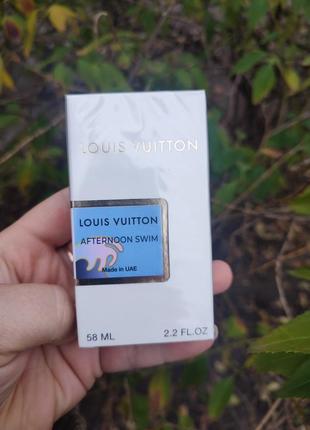 LOUIS VUITTON
LOUIS VUITTON
AFTERNOON SWIM
Made in UAE
58 ML 2.2 FL.OZ